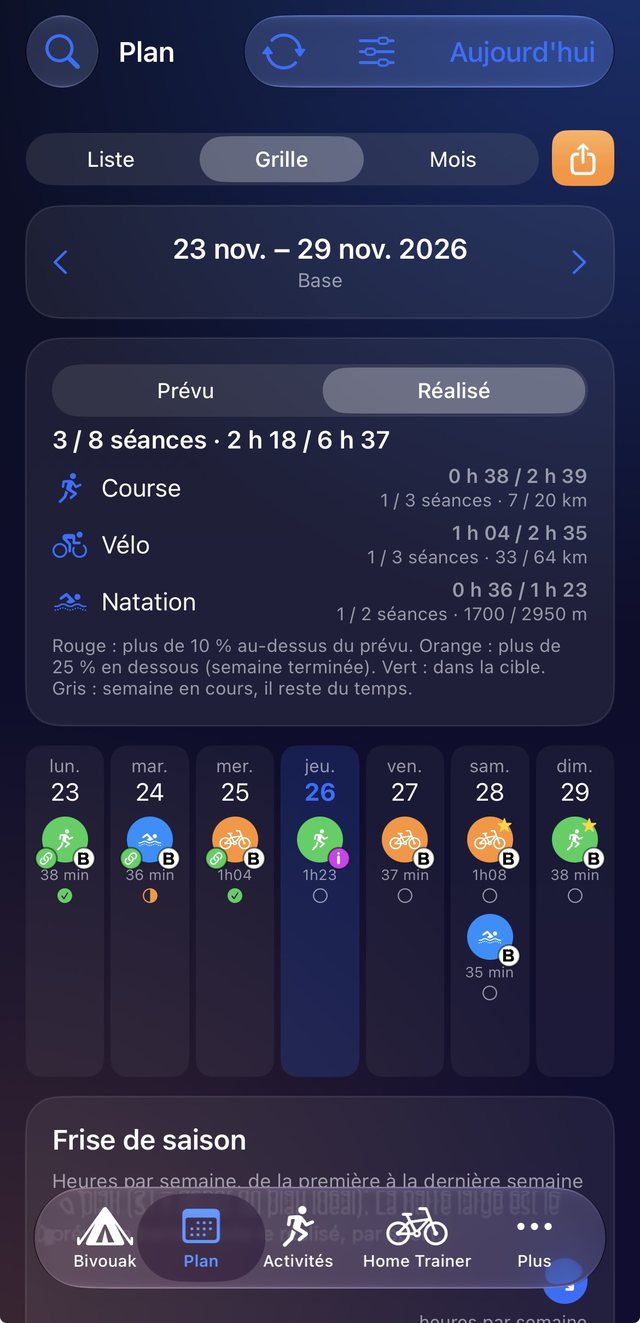 Plan
Aujourd'hui
Liste
Grille
Mois
23 nov. – 29 nov. 2026
Base
Prévu
Réalisé
3 / 8 séances · 2 h 18 / 6 h 37
Course
0 h 38 / 2 h 39
1 / 3 séances · 7 / 20 km
Vélo
1 h 04 / 2 h 35
1 / 3 séances · 33 / 64 km
Natation
0 h 36 / 1 h 23
1 / 2 séances · 1700 / 2950 m
Rouge : plus de 10 % au-dessus du prévu. Orange : plus de
25 % en dessous (semaine terminée). Vert : dans la cible.
Gris : semaine en cours, il reste du temps.
lun. mar. mer. jeu. ven. sam. dim.
23 24 25 26 27 28 29
B B B i B B B
38 min 36 min 1h04 1h23 37 min 1h08 38 min
B
35 min
Frise de saison
Heures par semaine, de la première à la dernière semaine
Bivouak
Plan
Activités
Home Trainer
Plus
heures par semaine